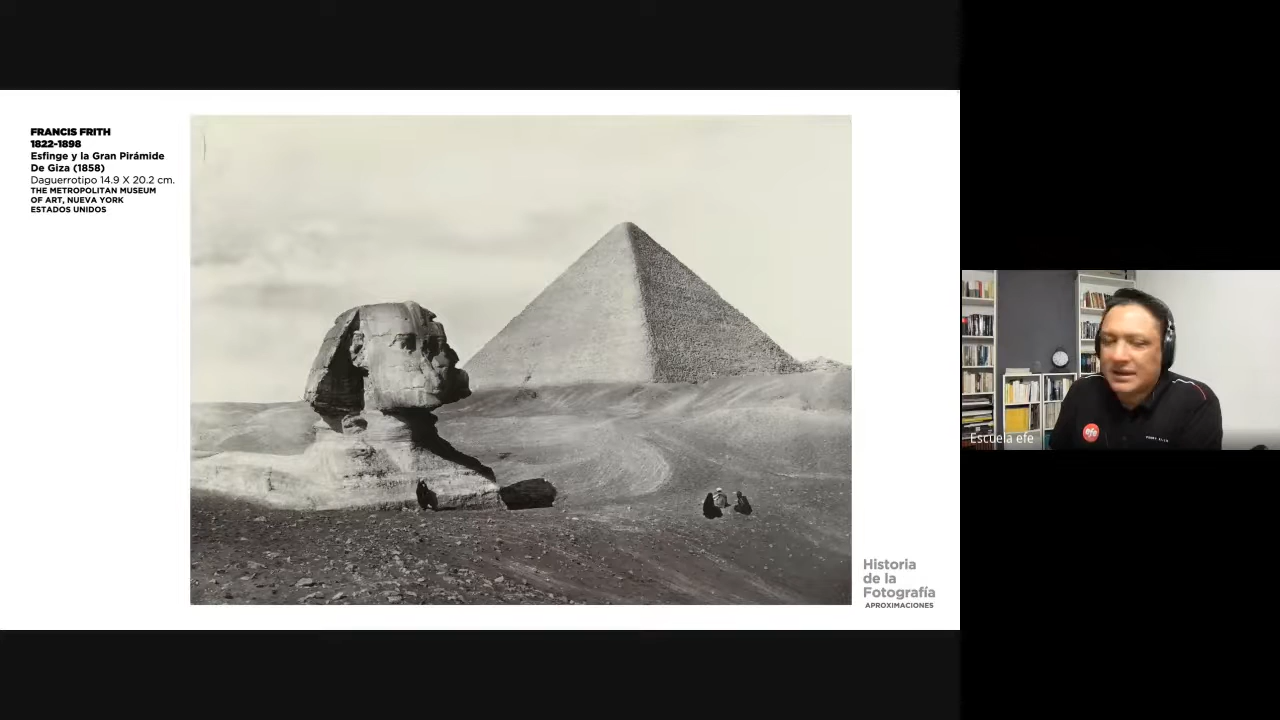 FRANCIS FRITH
1822-1898
Esfinge y la Gran Pirámide
De Giza (1858)
Daguerrotipo 14.9 X 20.2 cm.
THE METROPOLITAN MUSEUM
OF ART, NUEVA YORK
ESTADOS UNIDOS
Historia
de la
Fotografía
APROXIMACIONES
Escuela efe
efe